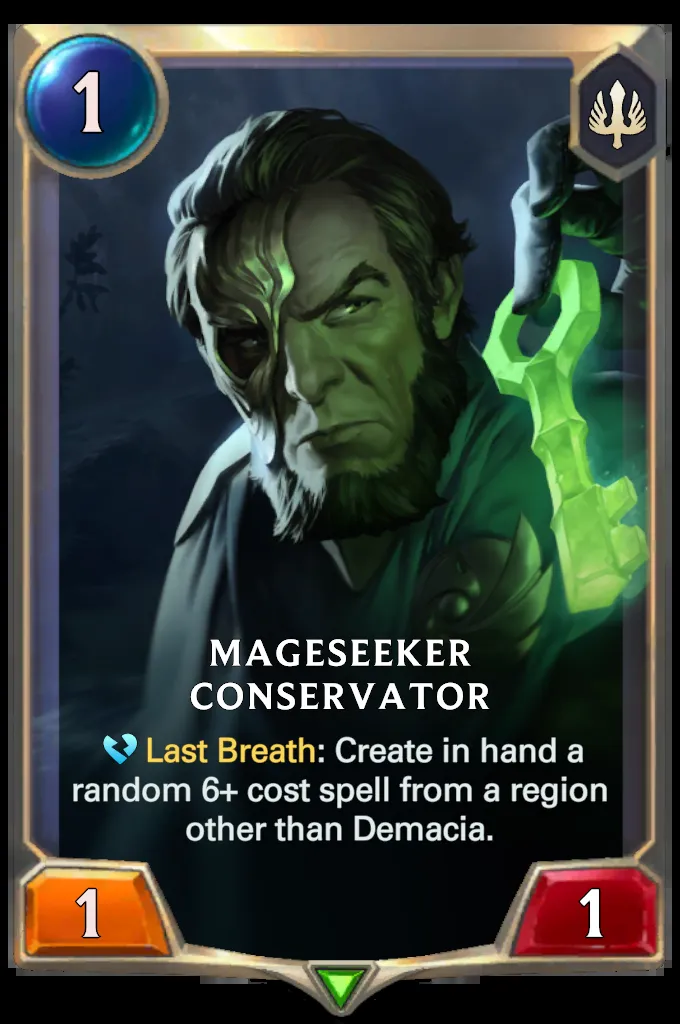 1
MAGESEEKER
CONSERVATOR
Last Breath: Create in hand a
random 6+ cost spell from a region
other than Demacia.
1 1